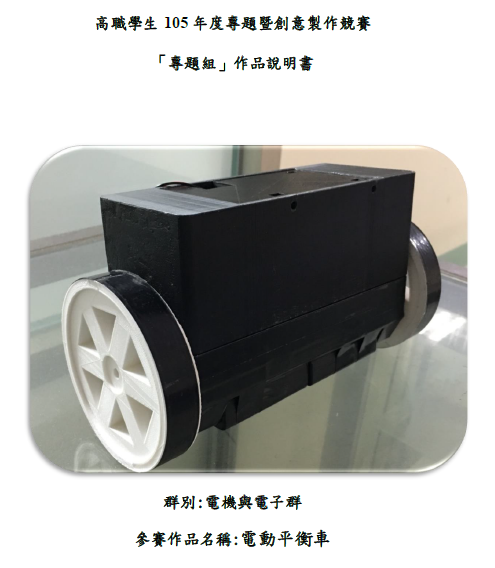 高職學生 105 年度專題暨創意製作競賽
「專題組」作品說明書
群別:電機與電子群
參賽作品名稱:電動平衡車